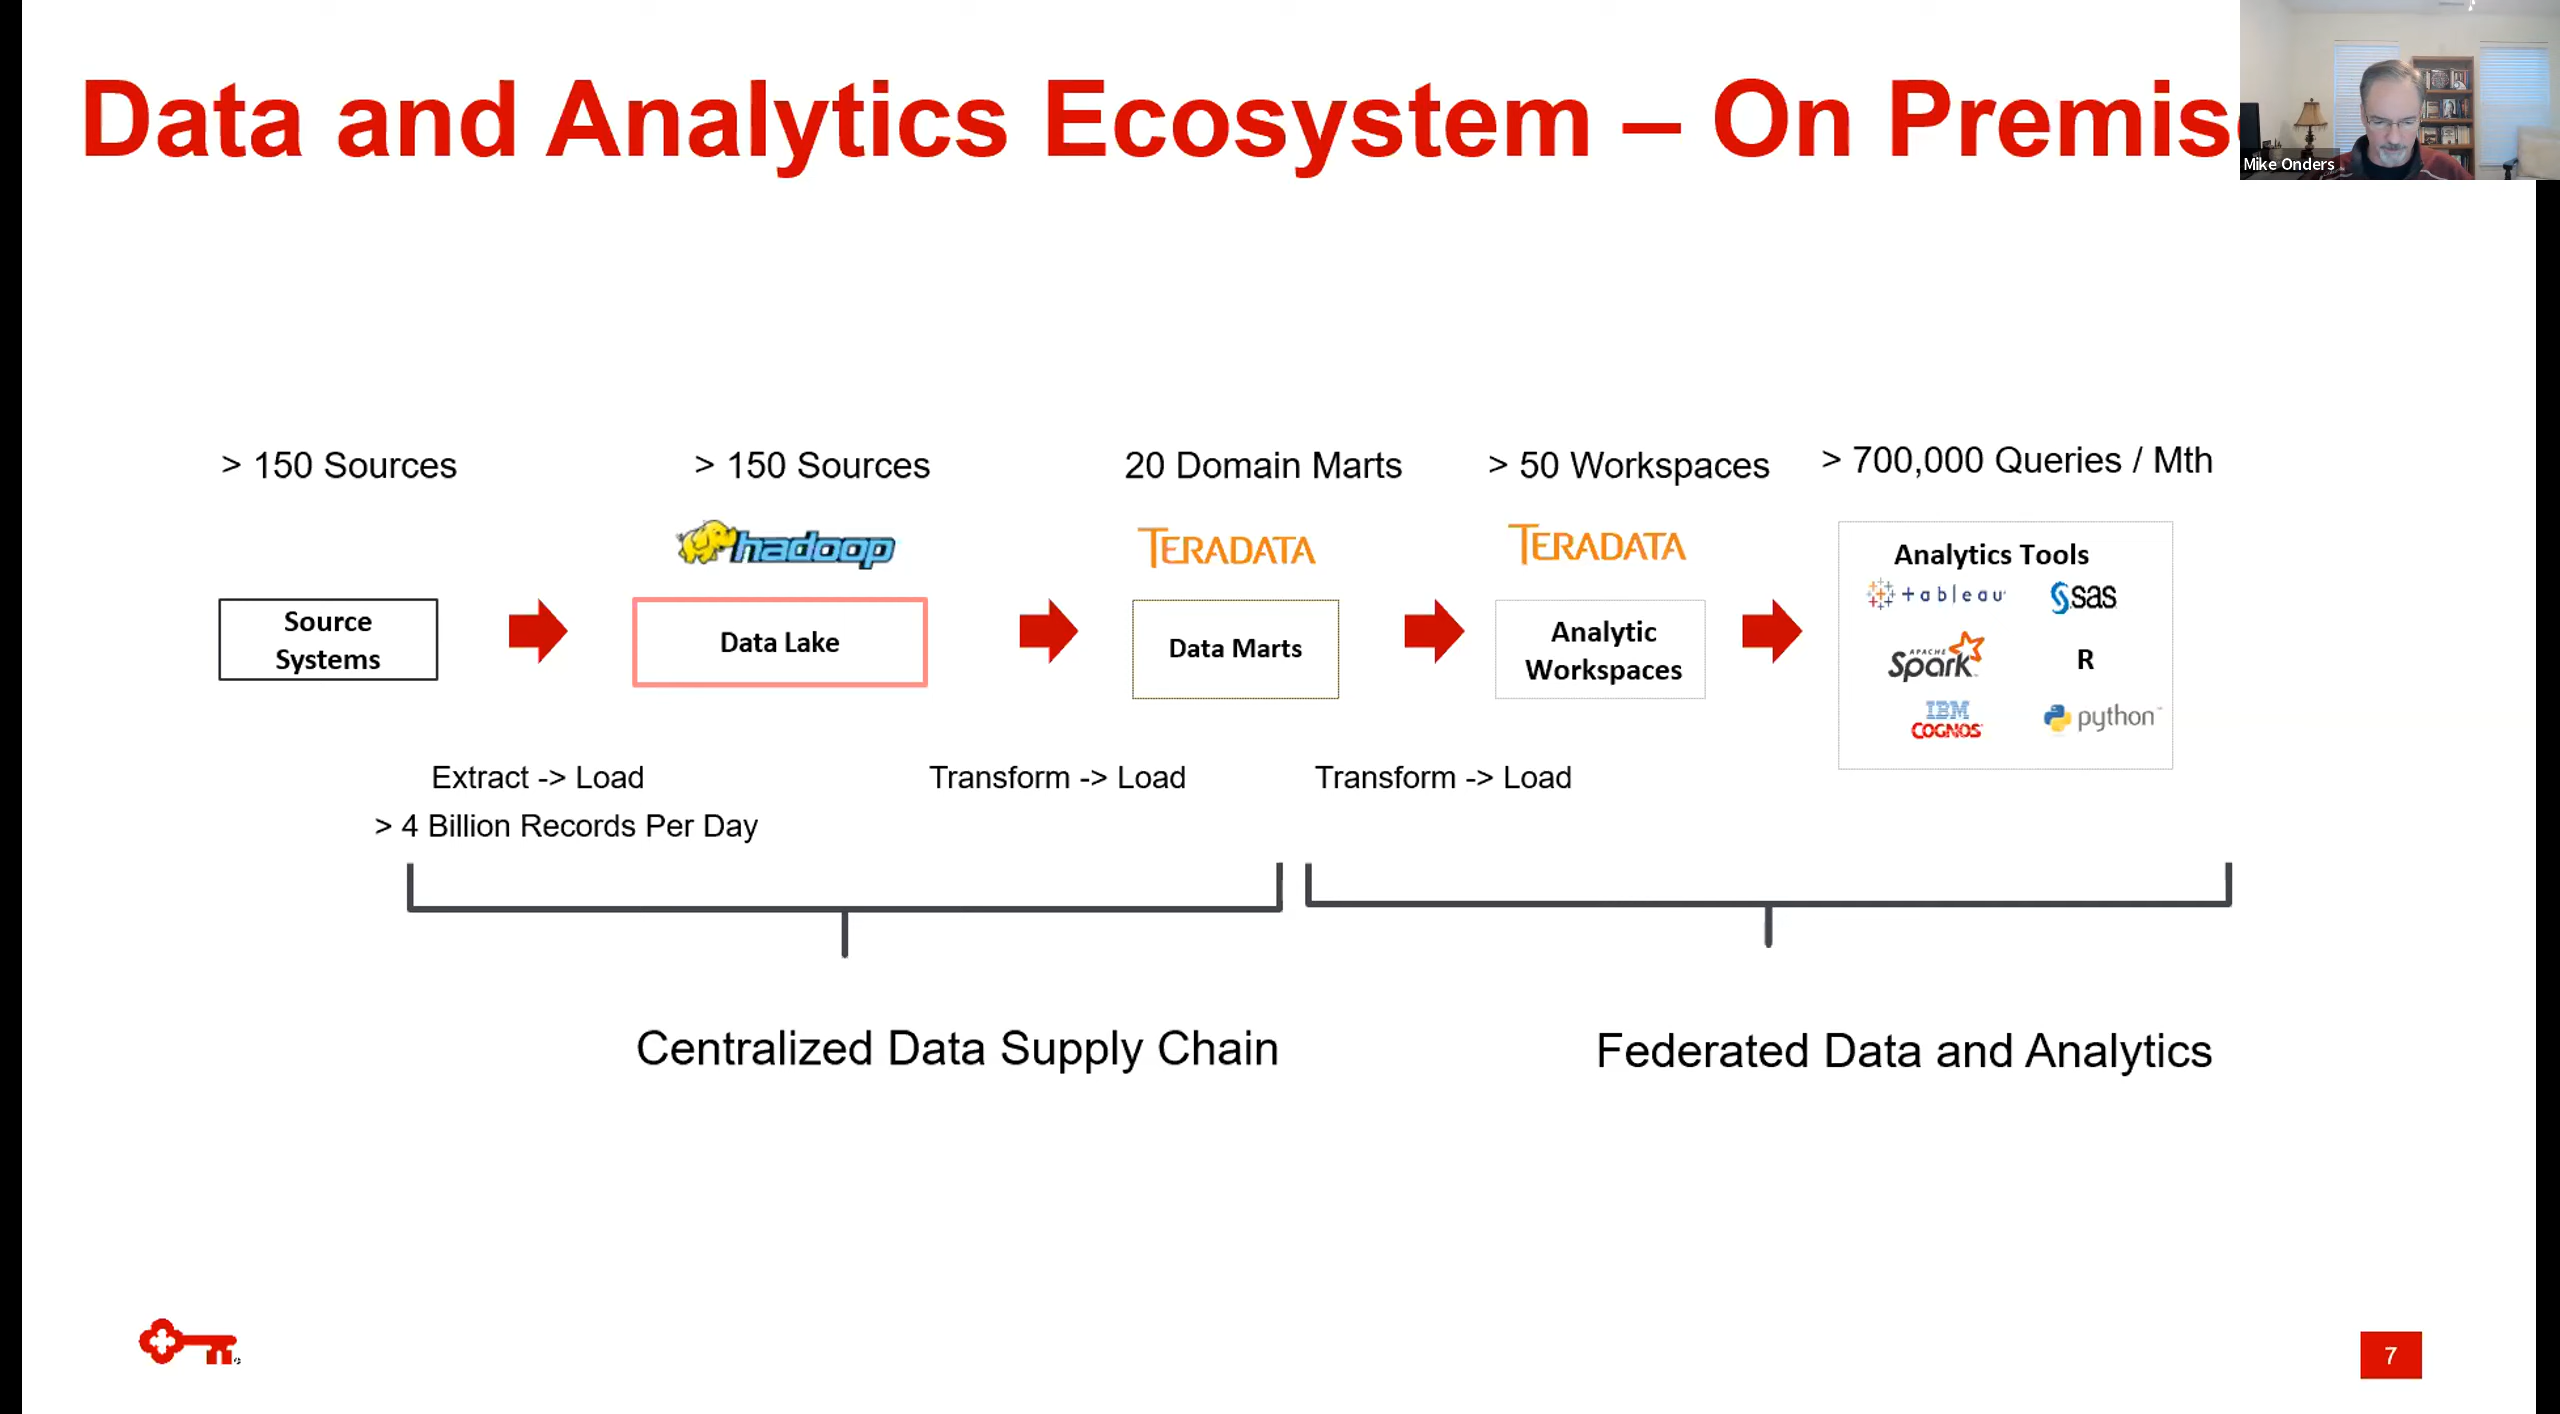 Data and Analytics Ecosystem – On Premis
Mike Onders
> 150 Sources
> 150 Sources
20 Domain Marts
> 50 Workspaces
> 700,000 Queries / Mth
hadoop
TERADATA
TERADATA
Source
Systems
Data Lake
Data Marts
Analytic
Workspaces
Analytics Tools
+ableau
sas
APACHE
Spark
R
IBM
COGNOS
python
Extract -> Load
> 4 Billion Records Per Day
Transform -> Load
Transform -> Load
Centralized Data Supply Chain
Federated Data and Analytics
7